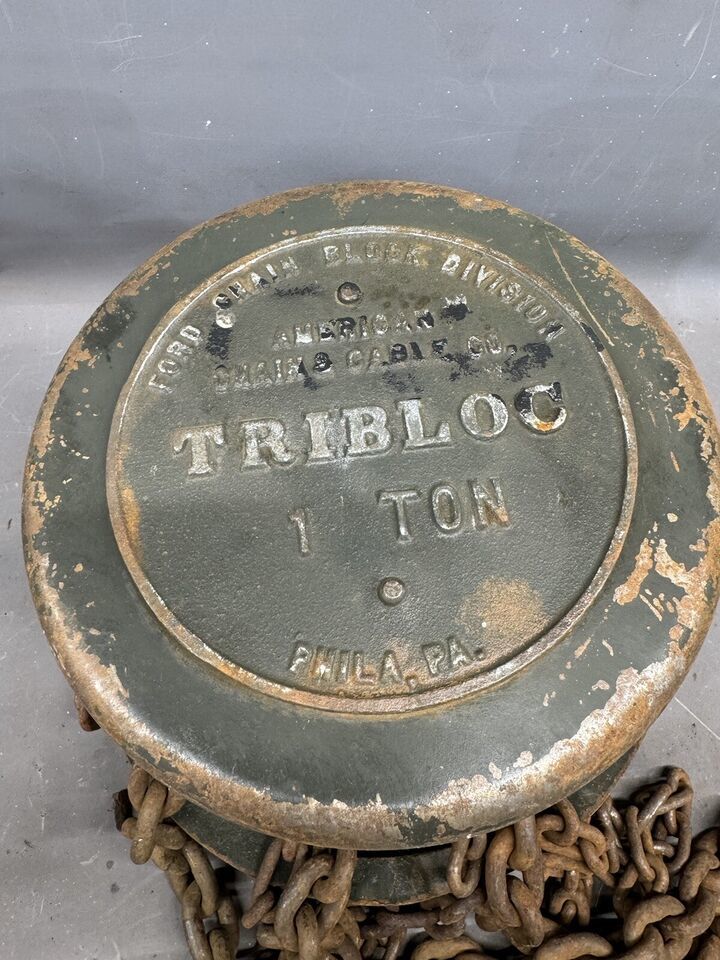 FORD CHAIN BLOCK DIVISION
AMERICAN
CHAIN & CABLE CO.
TRIBLOC
1 TON
PHILA, PA.